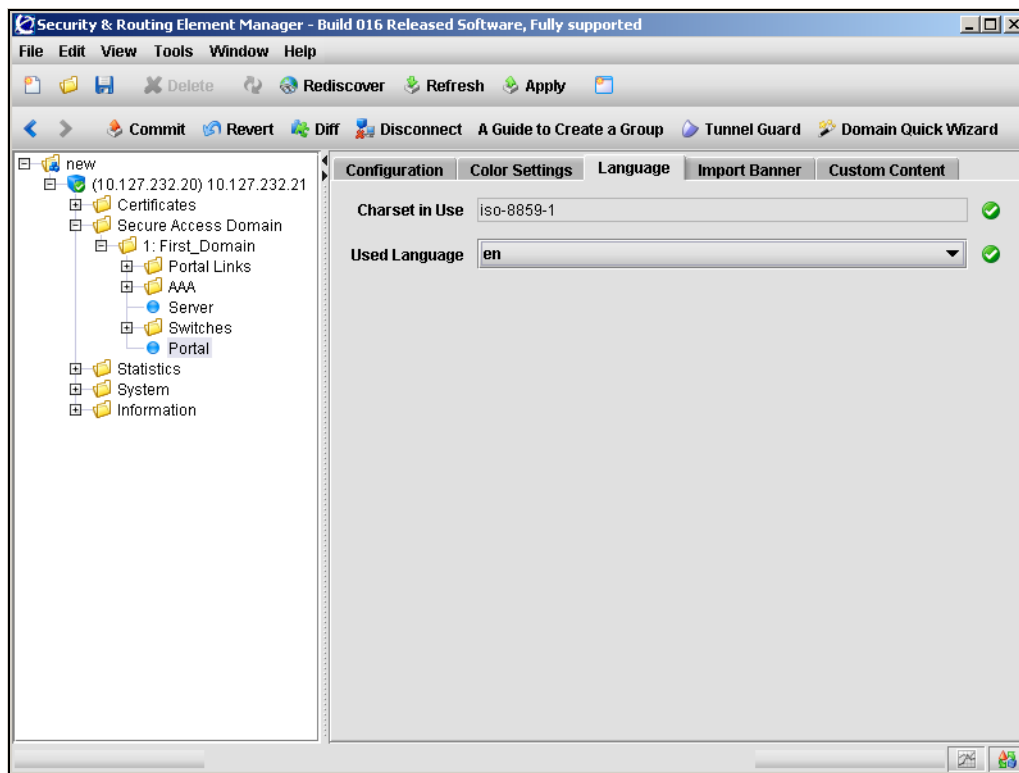 Security & Routing Element Manager - Build 016 Released Software, Fully supported
File Edit View Tools Window Help
Delete Rediscover Refresh Apply
Commit Revert Diff Disconnect A Guide to Create a Group Tunnel Guard Domain Quick Wizard
new
(10.127.232.20) 10.127.232.21
Certificates
Secure Access Domain
1: First_Domain
Portal Links
AAA
Server
Switches
Portal
Statistics
System
Information
Configuration Color Settings Language Import Banner Custom Content
Charset in Use iso-8859-1
Used Language en